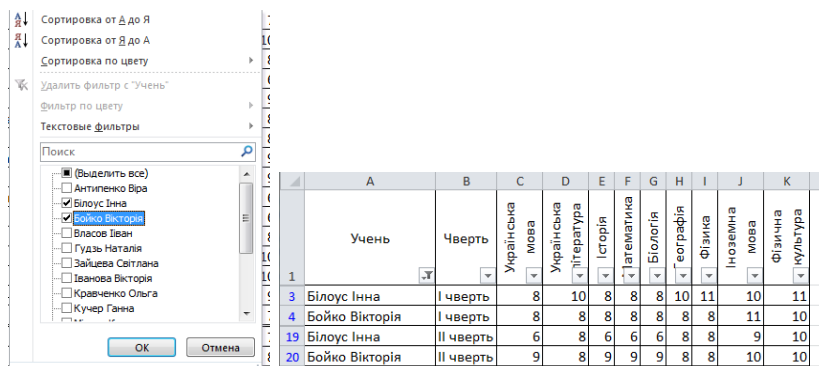 Сортировка от А до Я
Сортировка от Я до А
Сортировка по цвету
Удалить фильтр с "Учень"
Фильтр по цвету
Текстовые фильтры
Поиск
(Выделить все)
Антипенко Віра
Білоус Інна
Бойко Вікторія
Власов Іван
Гудзь Наталія
Зайцева Світлана
Іванова Вікторія
Кравченко Ольга
Кучер Ганна
ОК Отмена
A B C D E F G H I J K
1 Учень Чверть Українська мова Українська література Історія Математика Біологія Географія Фізика Іноземна мова Фізична культура
3 Білоус Інна І чверть 8 10 8 8 8 10 11 10 11
4 Бойко Вікторія І чверть 8 8 8 8 8 8 8 11 10
19 Білоус Інна ІІ чверть 6 8 6 6 6 8 8 9 10
20 Бойко Вікторія ІІ чверть 9 8 9 9 9 8 8 10 10